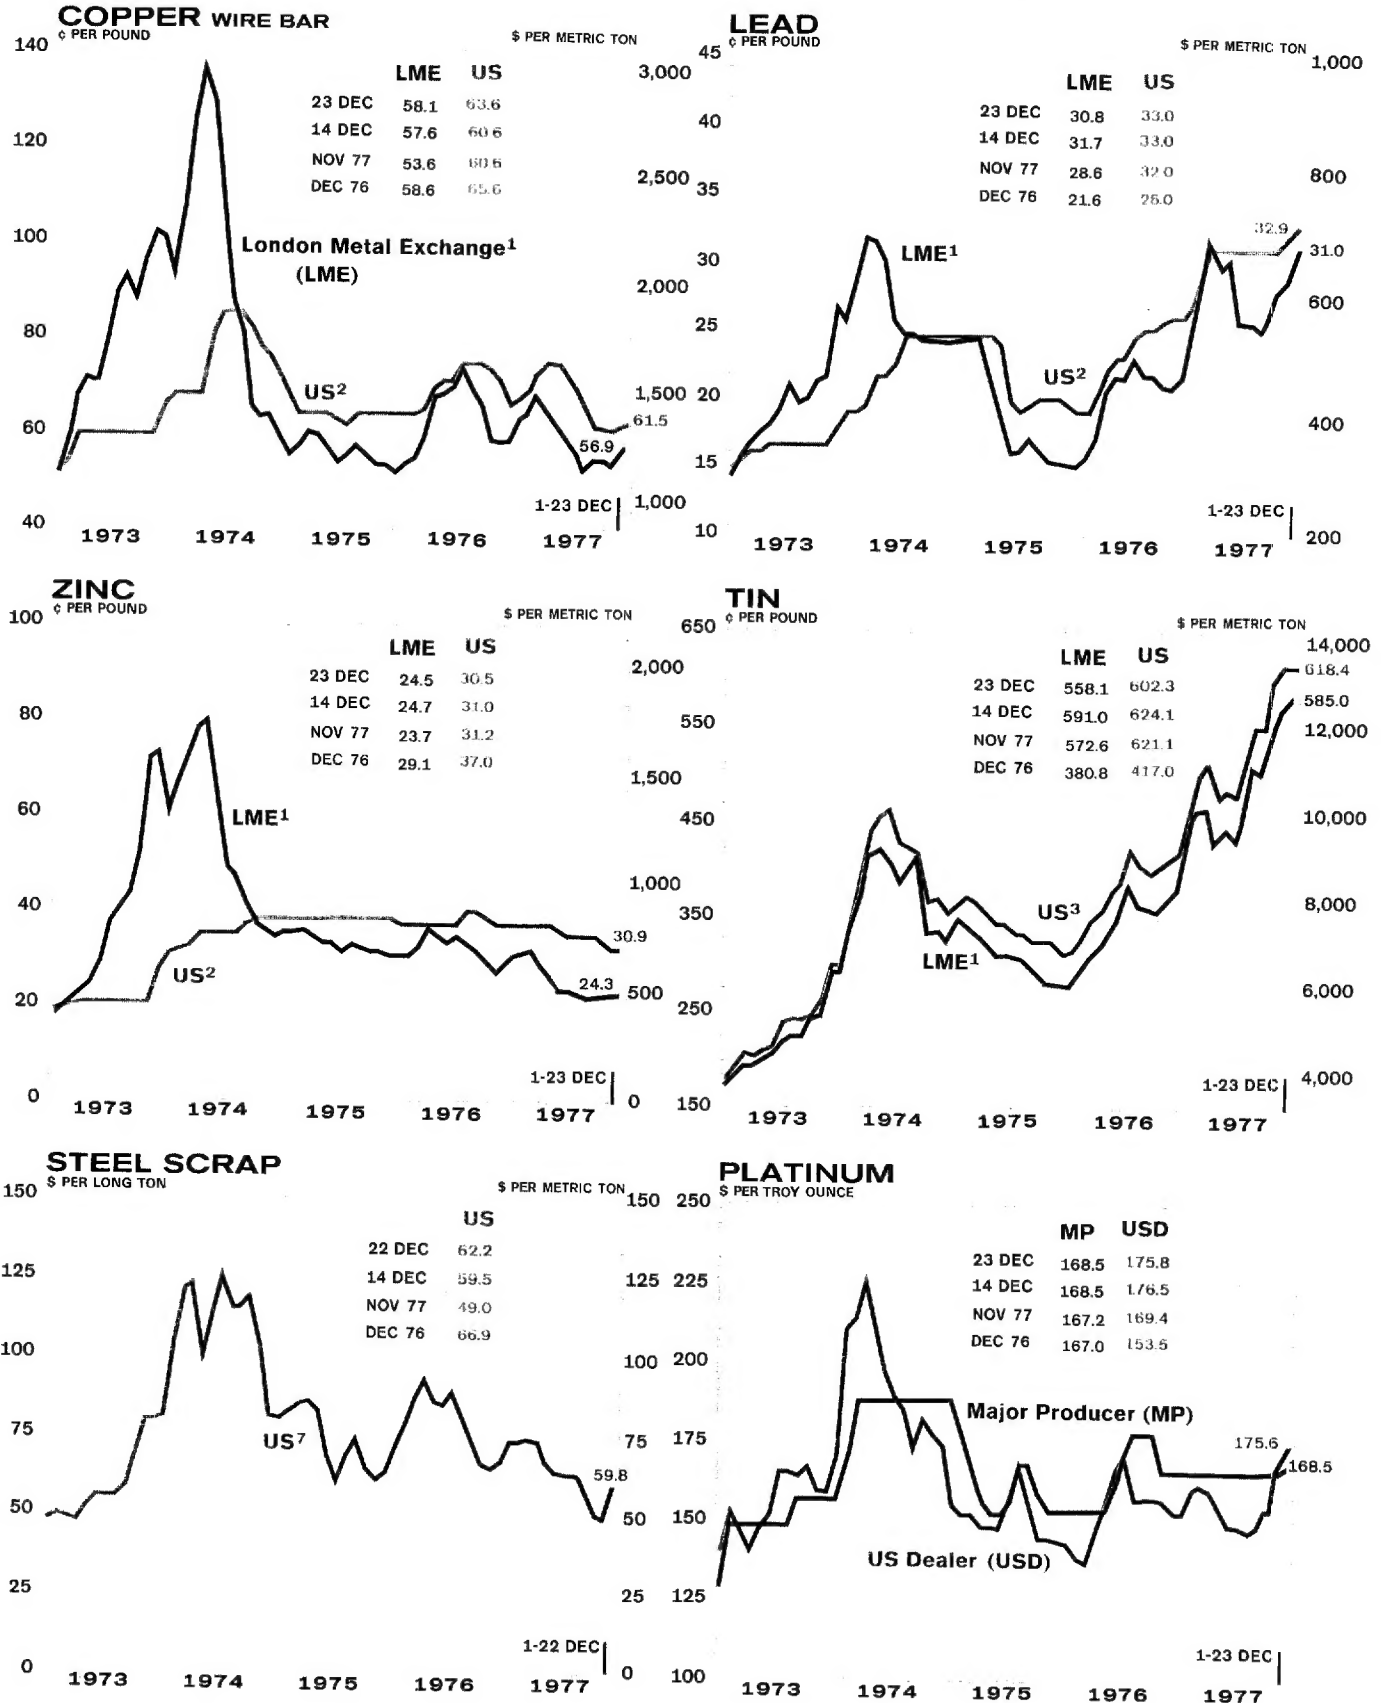 COPPER WIRE BAR
¢ PER POUND
$ PER METRIC TON
LME US
23 DEC 58.1 63.6
14 DEC 57.6 60.6
NOV 77 53.6 60.6
DEC 76 58.6 65.6
140
120
100
80
60
40
3,000
2,500
2,000
1,500
1,000
London Metal Exchange1
(LME)
US2
61.5
56.9
1-23 DEC
1973 1974 1975 1976 1977
LEAD
¢ PER POUND
$ PER METRIC TON
LME US
23 DEC 30.8 33.0
14 DEC 31.7 33.0
NOV 77 28.6 32.0
DEC 76 21.6
45
40
35
30
25
20
15
10
1,000
800
600
400
200
LME1
US2
32.9
31.0
1-23 DEC
1973 1974 1975 1976 1977
ZINC
¢ PER POUND
$ PER METRIC TON
LME US
23 DEC 24.5 30.5
14 DEC 24.7 31.0
NOV 77 23.7 31.2
DEC 76 29.1 37.0
100
80
60
40
20
0
2,000
1,500
1,000
500
0
LME1
US2
30.9
24.3
1-23 DEC
1973 1974 1975 1976 1977
TIN
¢ PER POUND
$ PER METRIC TON
LME US
23 DEC 558.1 602.3
14 DEC 591.0 624.1
NOV 77 572.6 621.1
DEC 76 380.8 417.0
650
550
450
350
250
150
14,000
12,000
10,000
8,000
6,000
4,000
618.4
585.0
US3
LME1
1-23 DEC
1973 1974 1975 1976 1977
STEEL SCRAP
$ PER LONG TON
$ PER METRIC TON
US
22 DEC 62.2
14 DEC 59.5
NOV 77 49.0
DEC 76 66.9
150
125
100
75
50
25
0
150
125
100
75
50
25
0
US7
59.8
1-22 DEC
1973 1974 1975 1976 1977
PLATINUM
$ PER TROY OUNCE
MP USD
23 DEC 168.5 175.8
14 DEC 168.5 176.5
NOV 77 167.2 169.4
DEC 76 167.0 153.5
250
225
200
175
150
125
100
Major Producer (MP)
175.6
168.5
US Dealer (USD)
1-23 DEC
1973 1974 1975 1976 1977